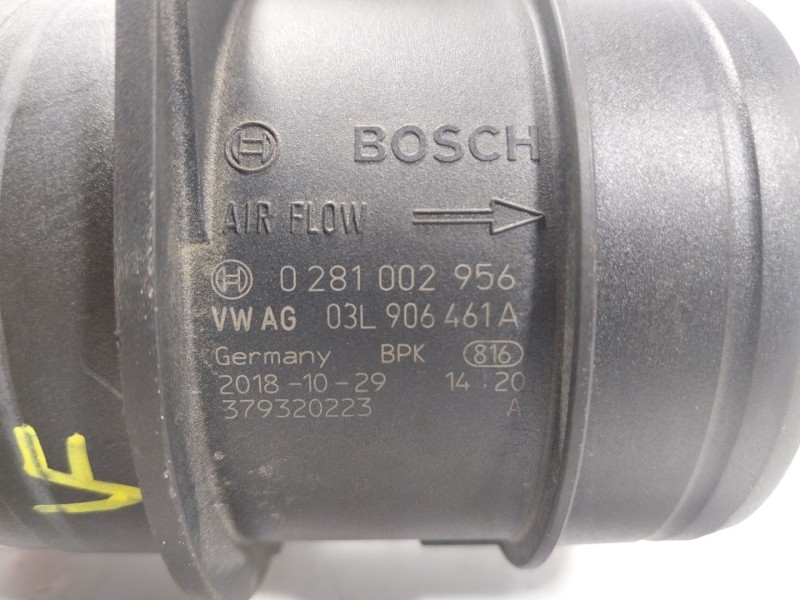 BOSCH
AIR FLOW
0 281 002 956
VW AG 03L 906 461 A
Germany BPK 816
2018-10-29 14:20
379320223 A